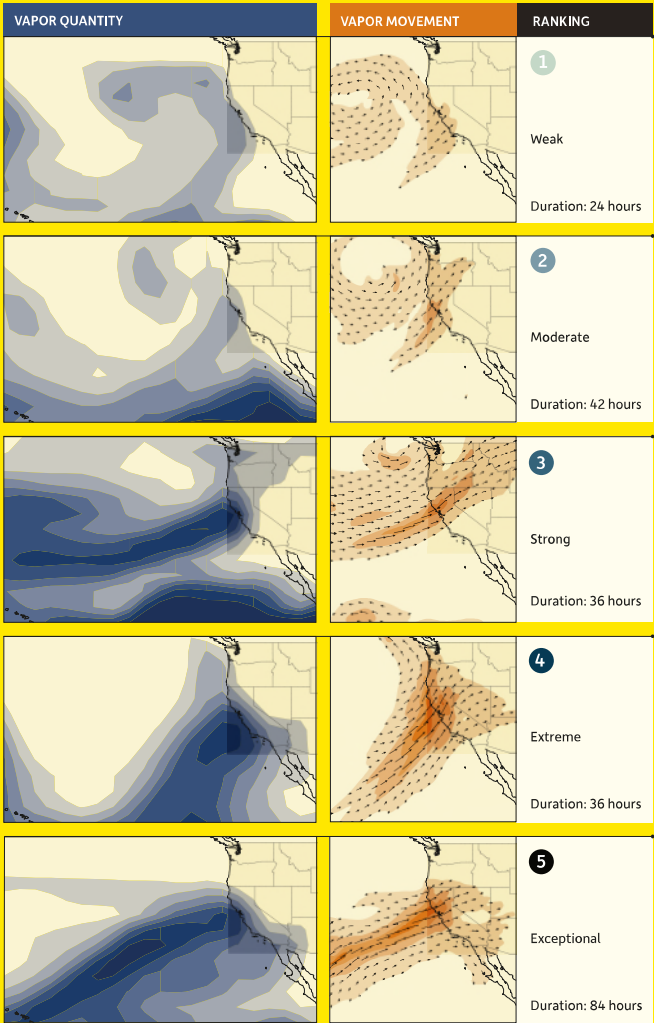 VAPOR QUANTITY
VAPOR MOVEMENT
RANKING
1
Weak
Duration: 24 hours
2
Moderate
Duration: 42 hours
3
Strong
Duration: 36 hours
4
Extreme
Duration: 36 hours
5
Exceptional
Duration: 84 hours